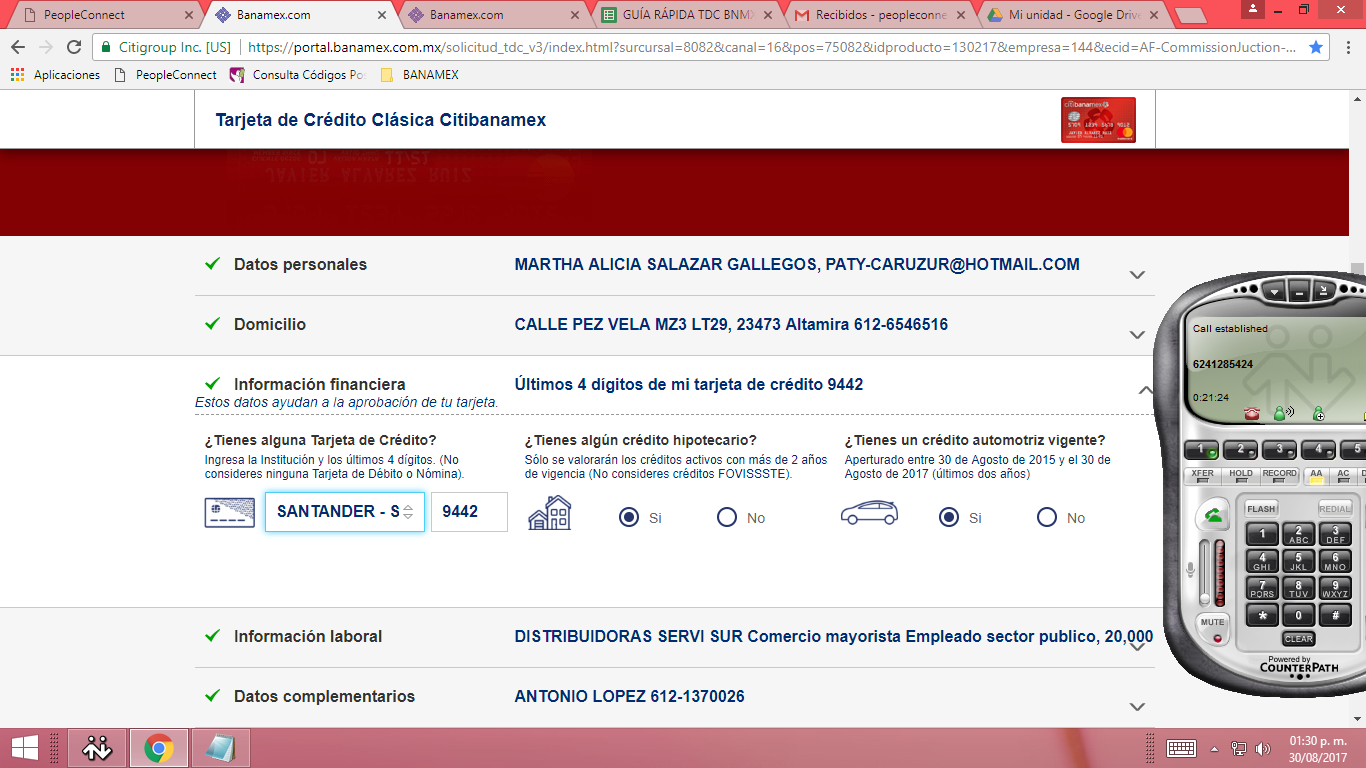 PeopleConnect
Banamex.com
Banamex.com
GUÍA RÁPIDA TDC BNMX
Recibidos - peopleconne
Mi unidad - Google Drive
Citigroup Inc. [US]
https://portal.banamex.com.mx/solicitud_tdc_v3/index.html?surcursal=8082&canal=16&pos=75082&idproducto=130217&empresa=144&ecid=AF-CommissionJuction-...
Aplicaciones
PeopleConnect
Consulta Códigos Po
BANAMEX
Tarjeta de Crédito Clásica Citibanamex
citibanamex
JAVIER ALVAREZ RUIZ
Datos personales
MARTHA ALICIA SALAZAR GALLEGOS, PATY-CARUZUR@HOTMAIL.COM
Domicilio
CALLE PEZ VELA MZ3 LT29, 23473 Altamira 612-6546516
Información financiera
Últimos 4 dígitos de mi tarjeta de crédito 9442
Estos datos ayudan a la aprobación de tu tarjeta.
¿Tienes alguna Tarjeta de Crédito?
Ingresa la Institución y los últimos 4 dígitos. (No
consideres ninguna Tarjeta de Débito o Nómina).
SANTANDER - S
9442
¿Tienes algún crédito hipotecario?
Sólo se valorarán los créditos activos con más de 2 años
de vigencia (No consideres créditos FOVISSSTE).
Si
No
¿Tienes un crédito automotriz vigente?
Aperturado entre 30 de Agosto de 2015 y el 30 de
Agosto de 2017 (últimos dos años)
Si
No
Información laboral
DISTRIBUIDORAS SERVI SUR Comercio mayorista Empleado sector publico, 20,000
Datos complementarios
ANTONIO LOPEZ 612-1370026
Call established
6241285424
0:21:24
1 2 3 4 5
XFER HOLD RECORD AA AC
FLASH
REDIAL
1
2 ABC
3 DEF
4 GHI
5 JKL
6 MNO
7 PQRS
8 TUV
9 WXYZ
*
0
#
MUTE
CLEAR
Powered by
COUNTERPATH
01:30 p. m.
30/08/2017